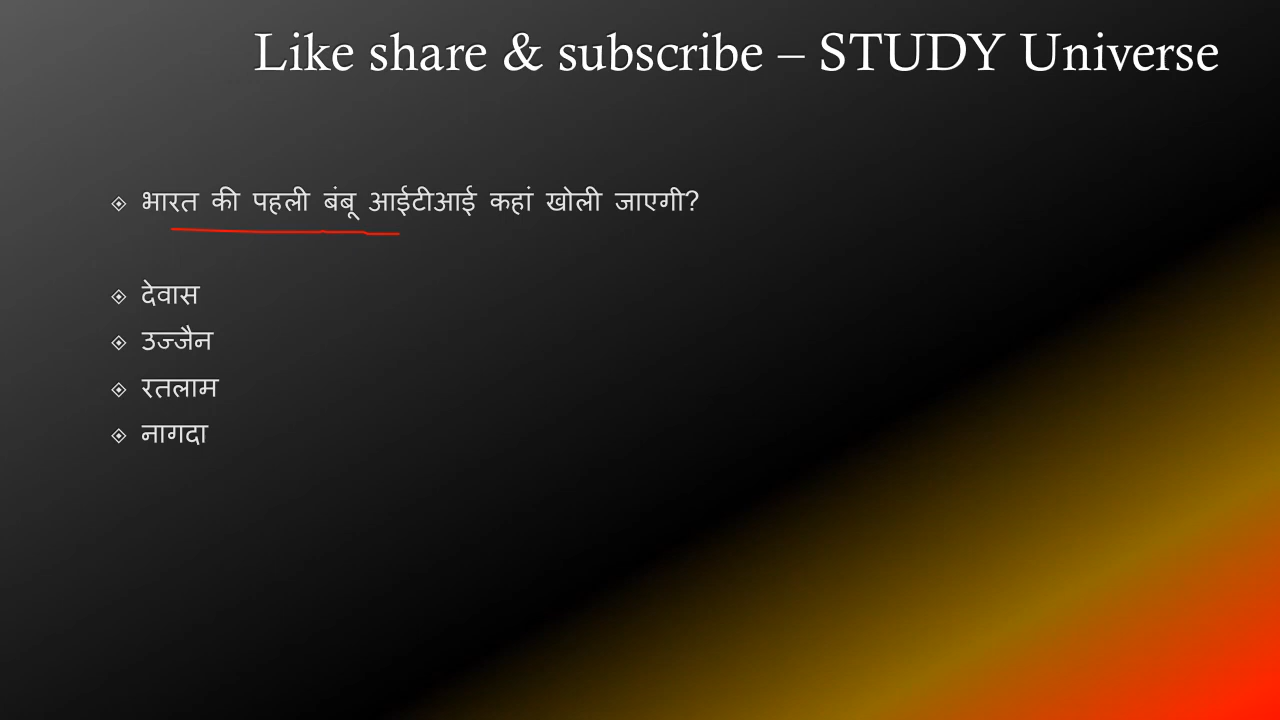 Like share & subscribe – STUDY Universe
भारत की पहली बंबू आईटीआई कहां खोली जाएगी?
देवास
उज्जैन
रतलाम
नागदा